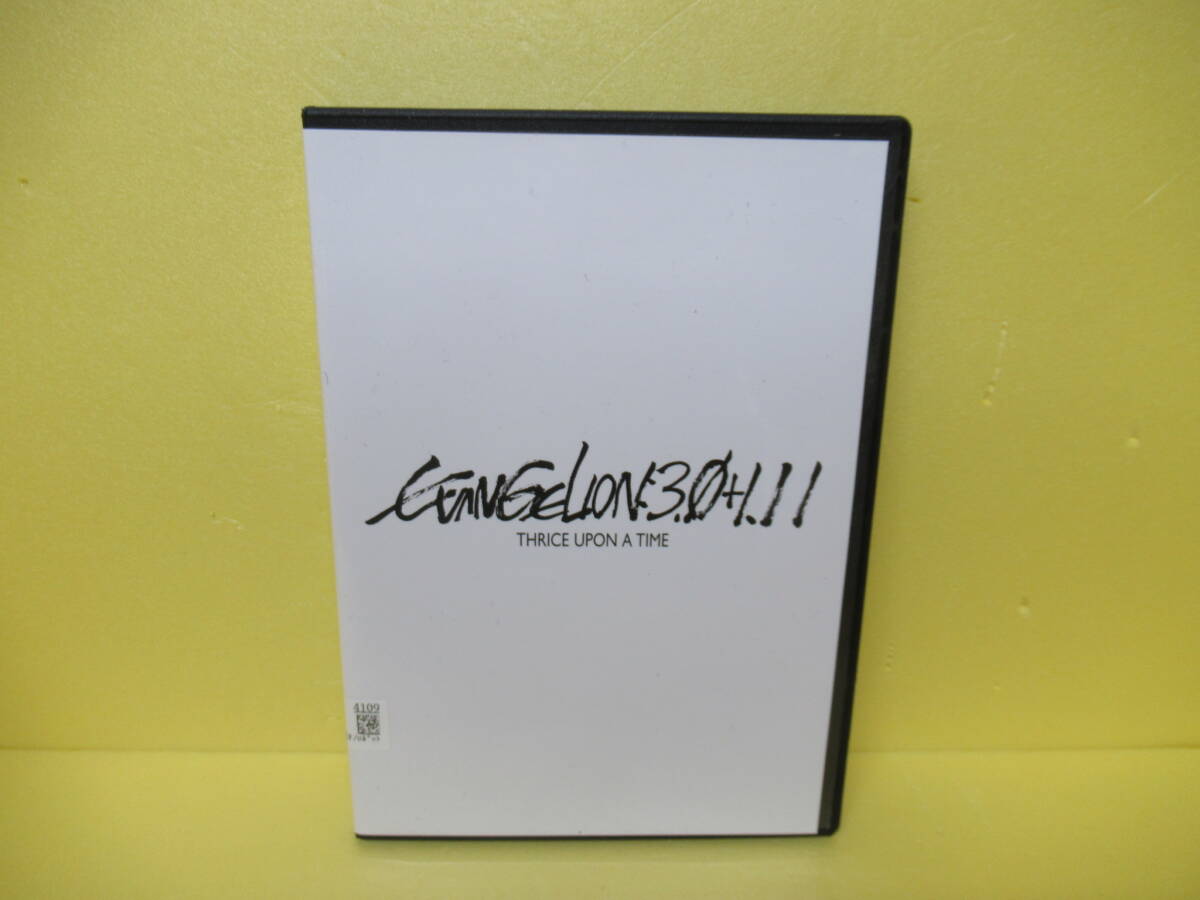 EVANGELION:3.0+1.11
THRICE UPON A TIME
4109